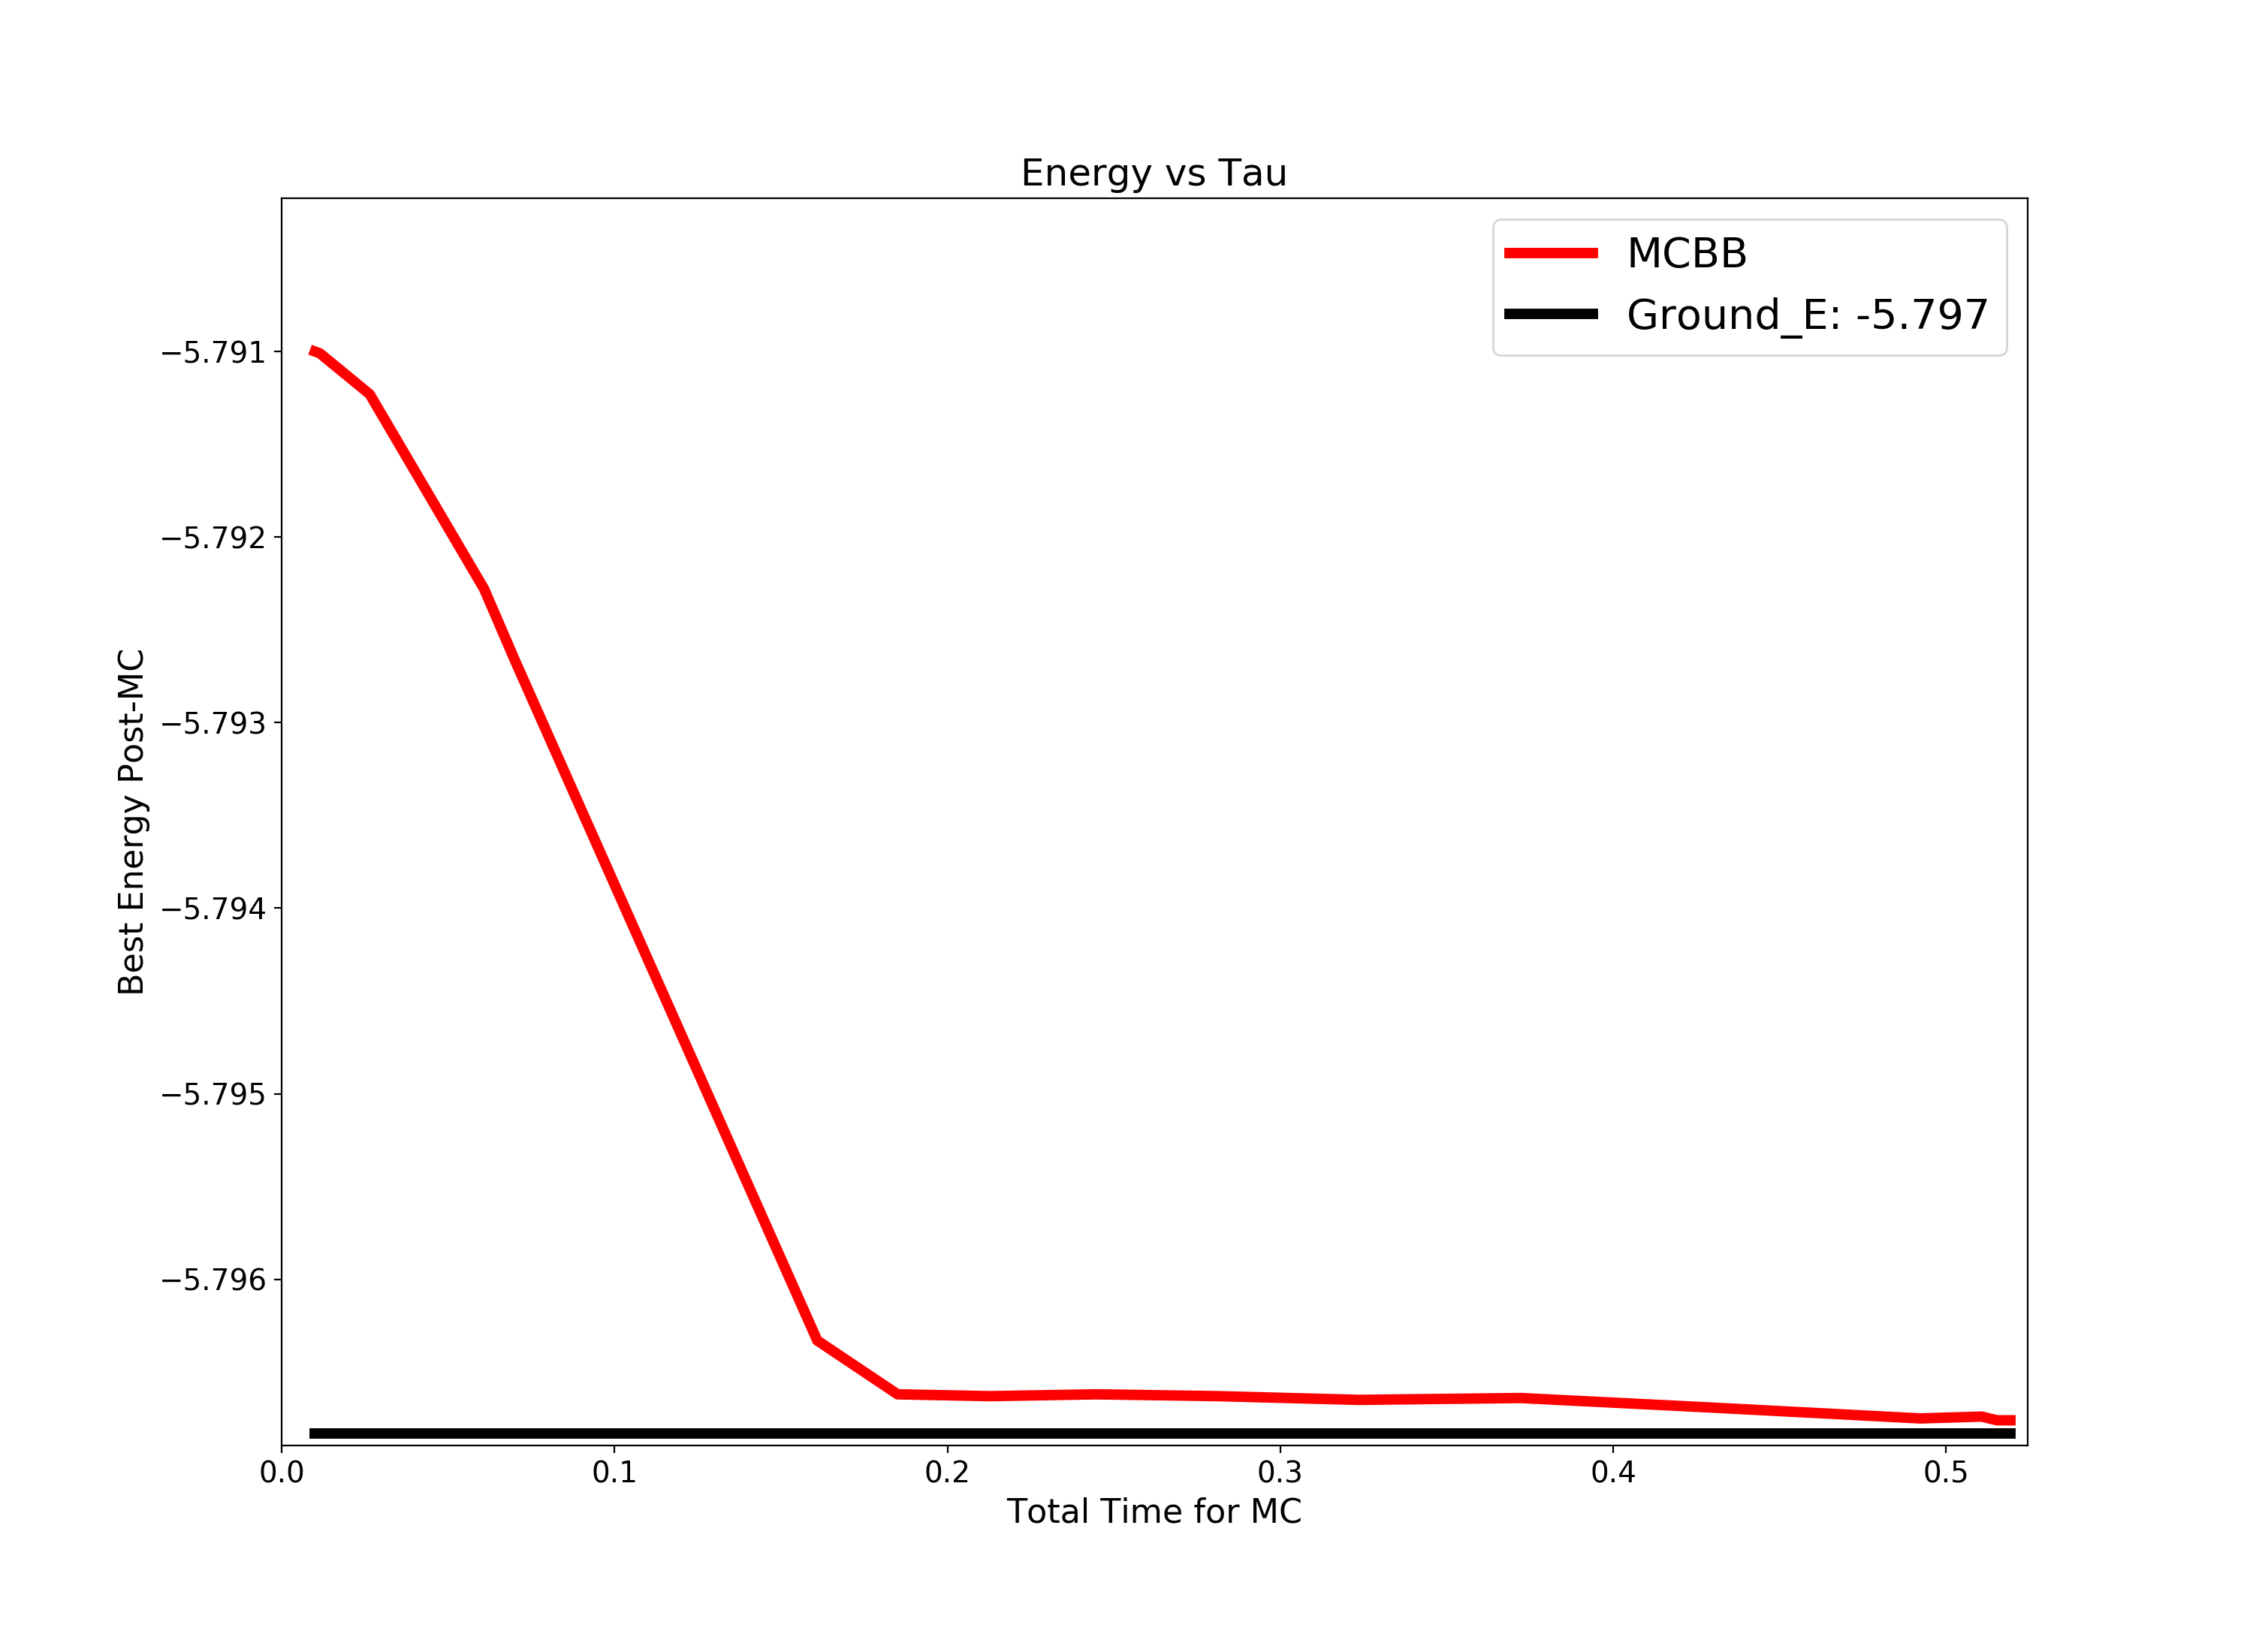 Energy vs Tau
MCBB
Ground_E: -5.797
Best Energy Post-MC
−5.791
−5.792
−5.793
−5.794
−5.795
−5.796
0.0 0.1 0.2 0.3 0.4 0.5
Total Time for MC